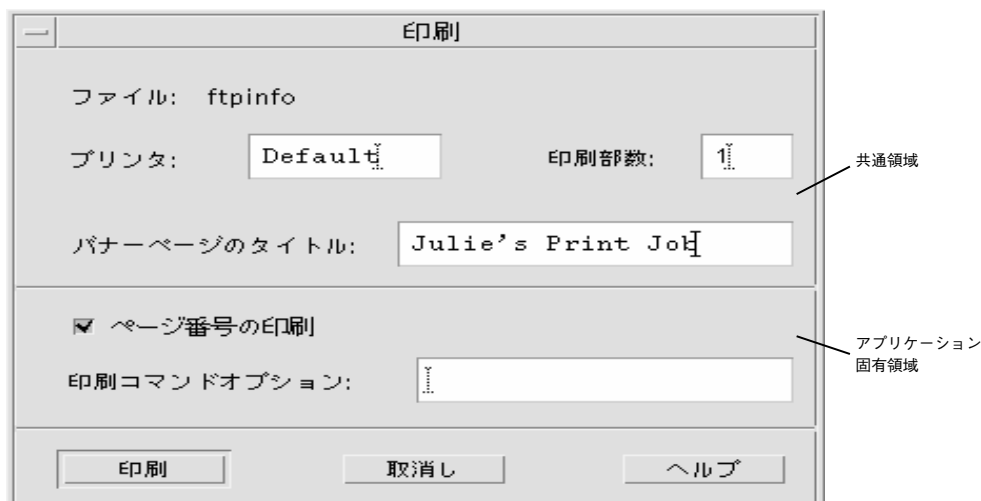 印刷
ファイル: ftpinfo
プリンタ: Default 印刷部数: 1
共通領域
バナーページのタイトル: Julie's Print Job
ページ番号の印刷
アプリケーション
固有領域
印刷コマンドオプション:
印刷 取消し ヘルプ